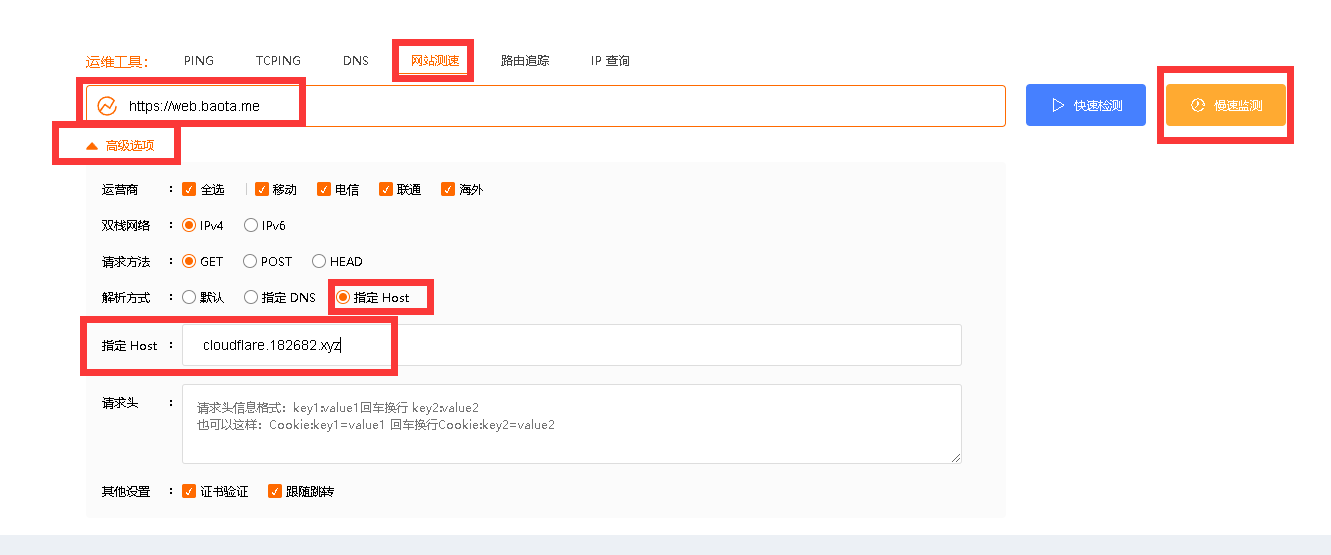 运维工具： PING TCPING DNS 网站测速 路由追踪 IP 查询
https://web.baota.me 快速检测 慢速监测
高级选项
运营商 : 全选 移动 电信 联通 海外
双栈网络 : IPv4 IPv6
请求方法 : GET POST HEAD
解析方式 : 默认 指定 DNS 指定 Host
指定 Host : cloudflare.182682.xyz
请求头 : 请求头信息格式：key1:value1回车换行 key2:value2
也可以这样：Cookie:key1=value1 回车换行Cookie:key2=value2
其他设置 : 证书验证 跟随跳转